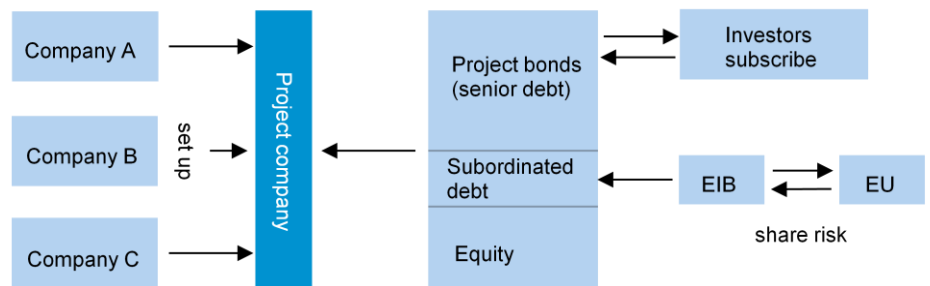 Company A
Company B
Company C
set up
Project company
Project bonds
(senior debt)
Subordinated
debt
Equity
Investors
subscribe
EIB
EU
share risk